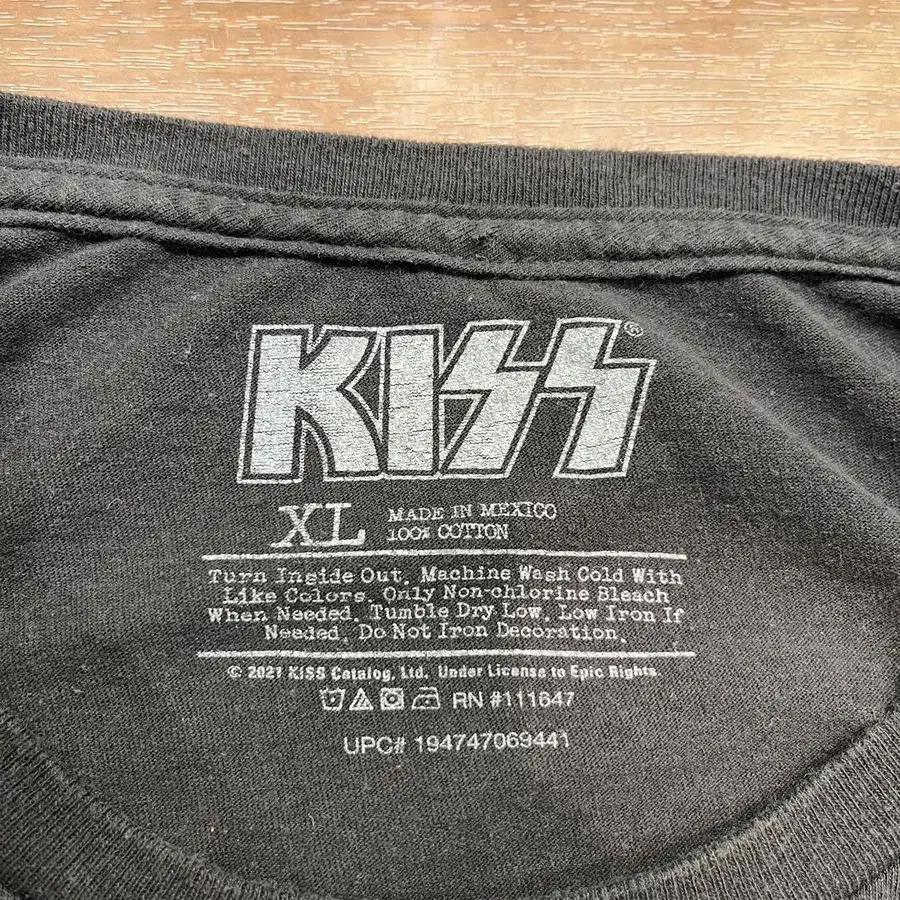 KISS®
XL
MADE IN MEXICO
100% COTTON
Turn Inside Out. Machine Wash Cold With
Like Colors. Only Non-chlorine Bleach
When Needed. Tumble Dry Low. Low Iron If
Needed. Do Not Iron Decoration.
© 2021 KISS Catalog, Ltd. Under License to Epic Rights.
RN #111647
UPC# 194747069441